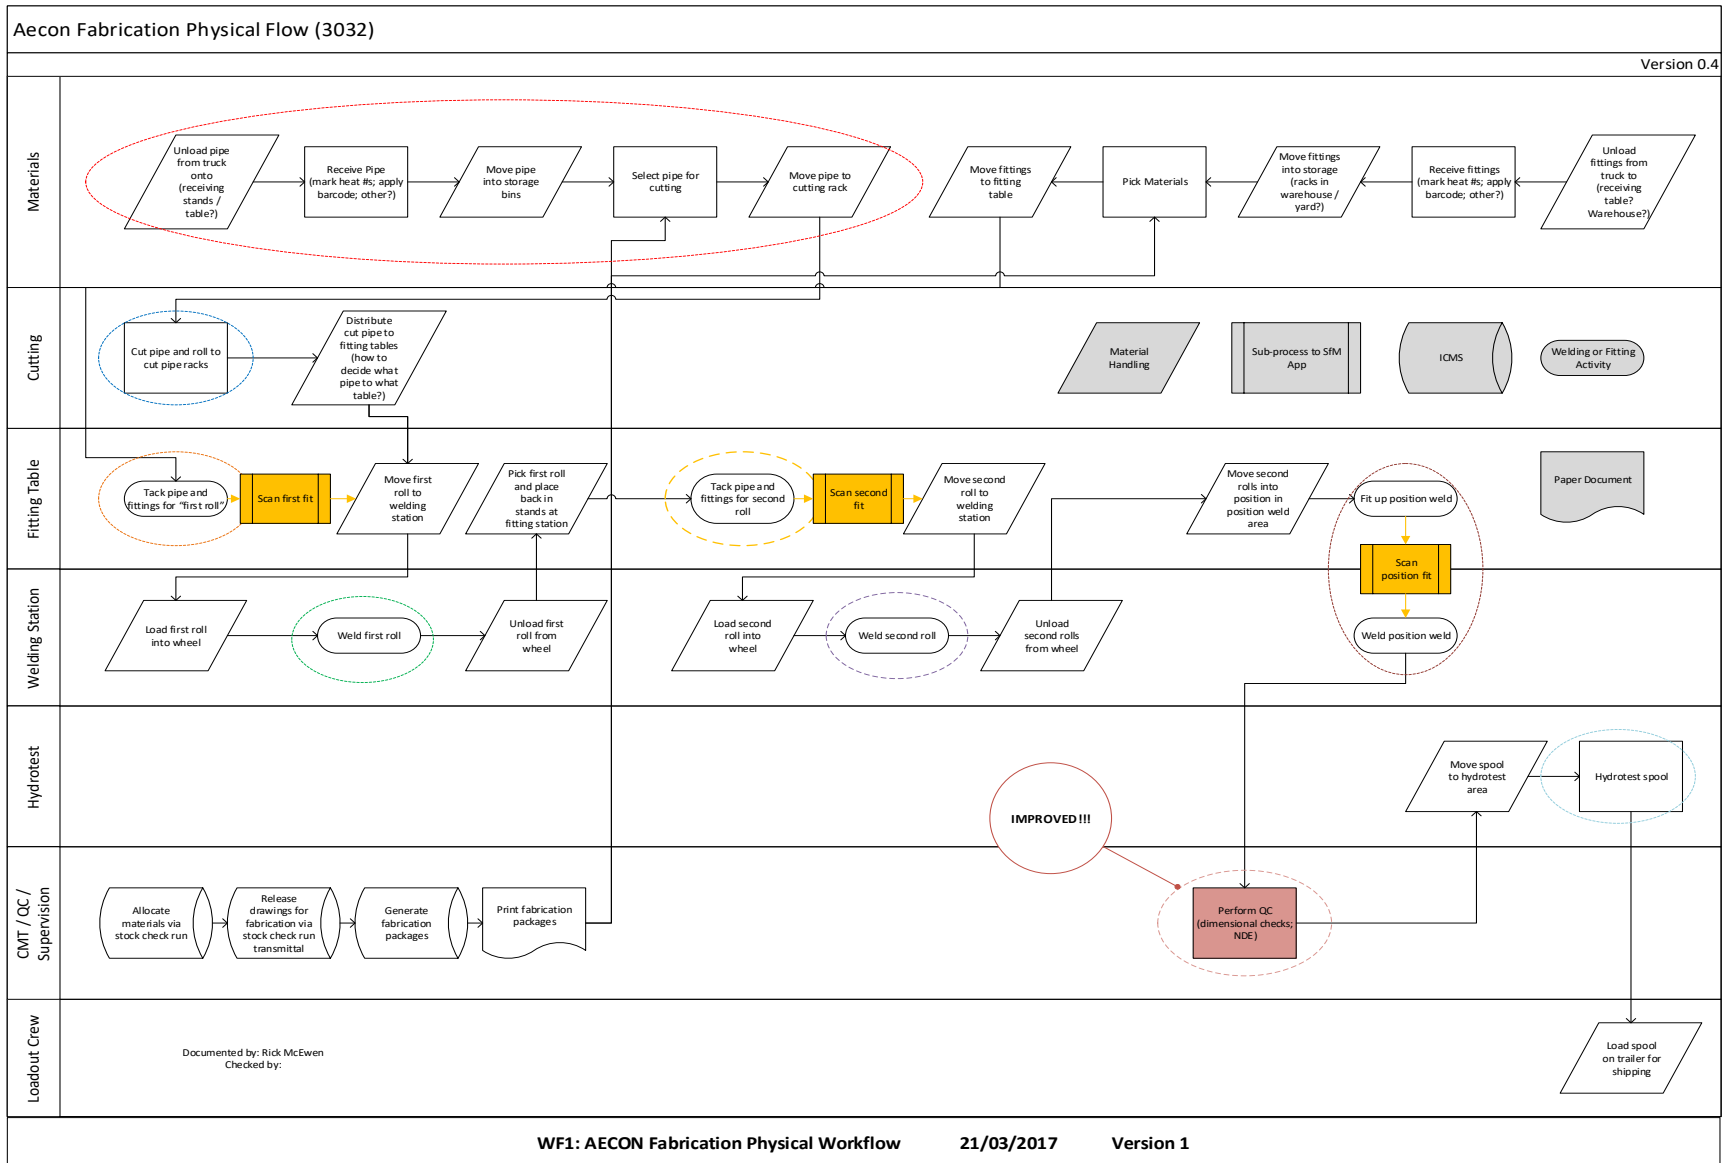 Aecon Fabrication Physical Flow (3032)
Version 0.4
Materials
Unload pipe
from truck
onto
(receiving
stands /
table?)
Receive Pipe
(mark heat #s; apply
barcode; other?)
Move pipe
into storage
bins
Select pipe for
cutting
Move pipe to
cutting rack
Move fittings
to fitting
table
Pick Materials
Move fittings
into storage
(racks in
warehouse /
yard?)
Receive fittings
(mark heat #s; apply
barcode; other?)
Unload
fittings from
truck to
(receiving
table?
Warehouse?)
Cutting
Cut pipe and roll to
cut pipe racks
Distribute
cut pipe to
fitting tables
(how to
decide what
pipe to what
table?)
Material
Handling
Sub-process to SfM
App
ICMS
Welding or Fitting
Activity
Fitting Table
Tack pipe and
fittings for “first roll”
Scan first fit
Move first
roll to
welding
station
Pick first roll
and place
back in
stands at
fitting station
Tack pipe and
fittings for second
roll
Scan second
fit
Move second
roll to
welding
station
Move second
rolls into
position in
position weld
area
Fit up position weld
Scan
position fit
Paper Document
Welding Station
Load first roll
into wheel
Weld first roll
Unload first
roll from
wheel
Load second
roll into
wheel
Weld second roll
Unload
second rolls
from wheel
Weld position weld
Hydrotest
IMPROVED!!!
Move spool
to hydrotest
area
Hydrotest spool
CMT / QC /
Supervision
Allocate
materials via
stock check run
Release
drawings for
fabrication via
stock check run
transmittal
Generate
fabrication
packages
Print fabrication
packages
Perform QC
(dimensional checks;
NDE)
Loadout Crew
Documented by: Rick McEwen
Checked by:
Load spool
on trailer for
shipping
WF1: AECON Fabrication Physical Workflow 21/03/2017 Version 1